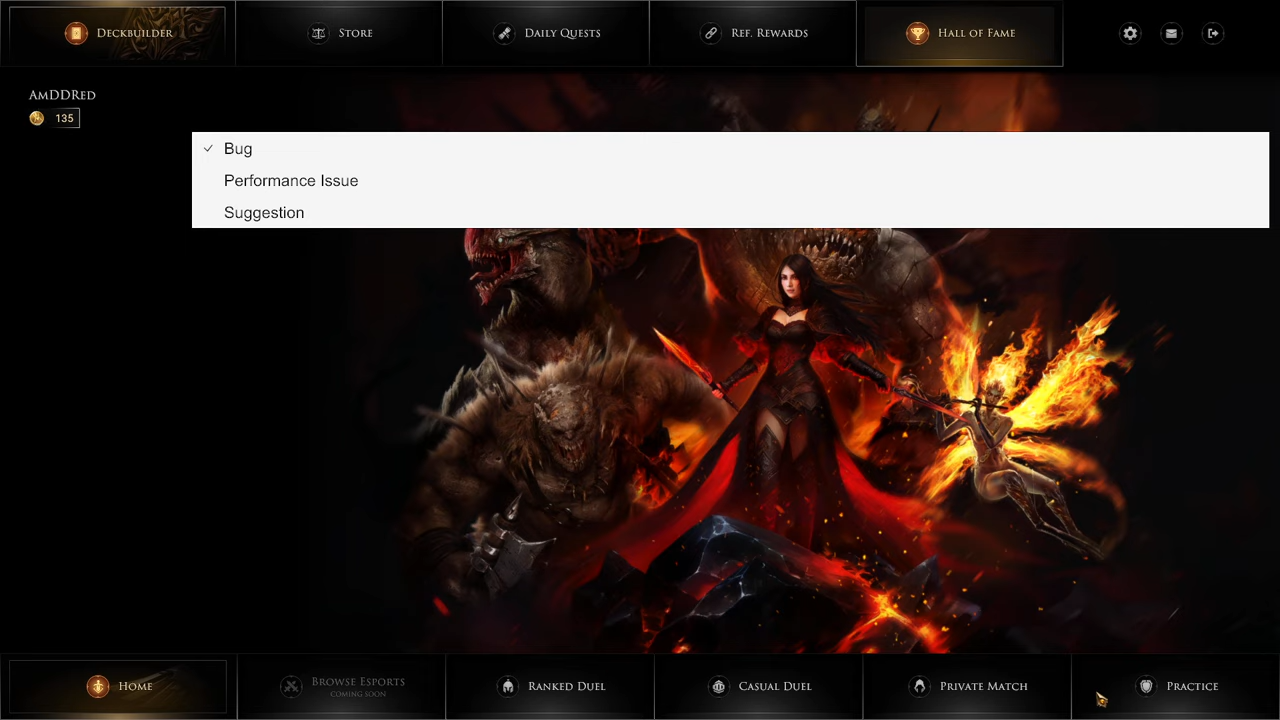 Deckbuilder
Store
Daily Quests
Ref. Rewards
Hall of Fame
AmDDRed
135
Bug
Performance Issue
Suggestion
Home
Browse Esports
Coming Soon
Ranked Duel
Casual Duel
Private Match
Practice